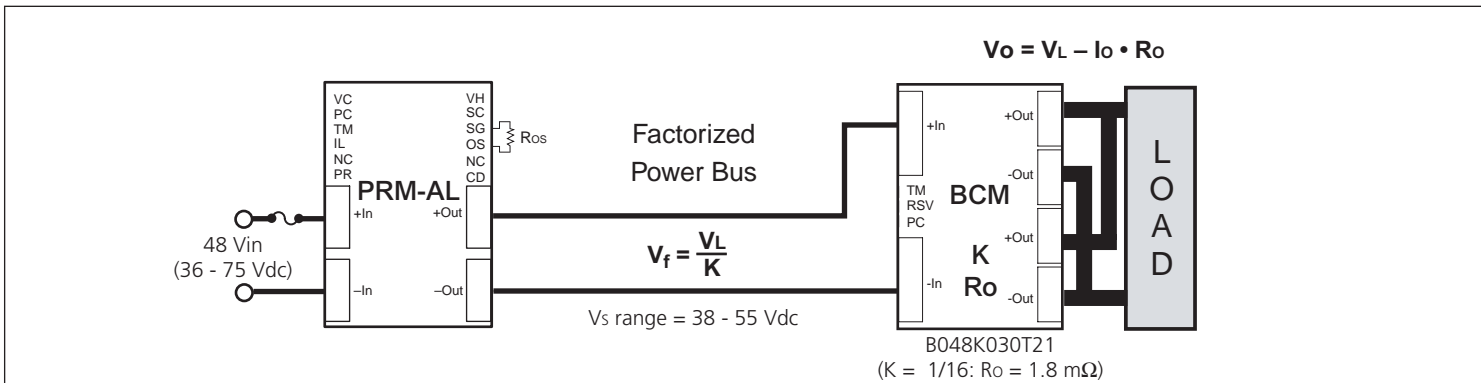 Vo = VL – Io • Ro
VC
PC
TM
IL
NC
PR
VH
SC
SG
OS
NC
CD
ROS
PRM-AL
+In
+Out
–In
–Out
48 Vin
(36 - 75 Vdc)
Factorized
Power Bus
Vf = VL
K
Vs range = 38 - 55 Vdc
+In
TM
RSV
PC
-In
BCM
K
Ro
+Out
-Out
+Out
-Out
B048K030T21
(K = 1/16: Ro = 1.8 mΩ)
L
O
A
D